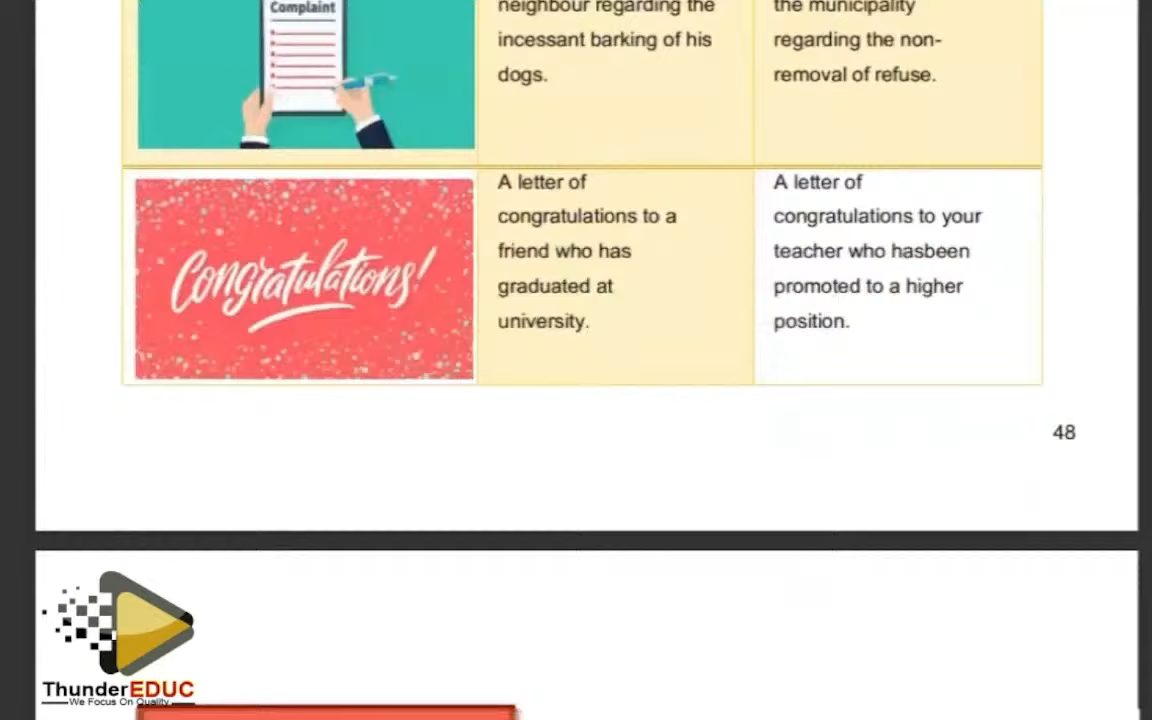 Complaint
neighbour regarding the
incessant barking of his
dogs.
the municipality
regarding the non-
removal of refuse.
Congratulations!
A letter of
congratulations to a
friend who has
graduated at
university.
A letter of
congratulations to your
teacher who hasbeen
promoted to a higher
position.
48
ThunderEDUC
We Focus On Quality